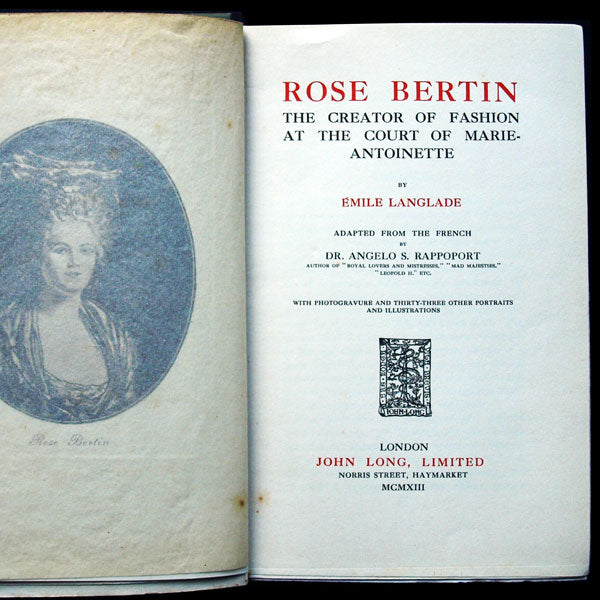 Rose Bertin
ROSE BERTIN
THE CREATOR OF FASHION
AT THE COURT OF MARIE-
ANTOINETTE
BY
ÉMILE LANGLADE
ADAPTED FROM THE FRENCH
BY
DR. ANGELO S. RAPPOPORT
AUTHOR OF "ROYAL LOVERS AND MISTRESSES," "MAD MAJESTIES,"
"LEOPOLD II." ETC.
WITH PHOTOGRAVURE AND THIRTY-THREE OTHER PORTRAITS
AND ILLUSTRATIONS
JOHN·LONG
LONDON
JOHN LONG, LIMITED
NORRIS STREET, HAYMARKET
MCMXIII